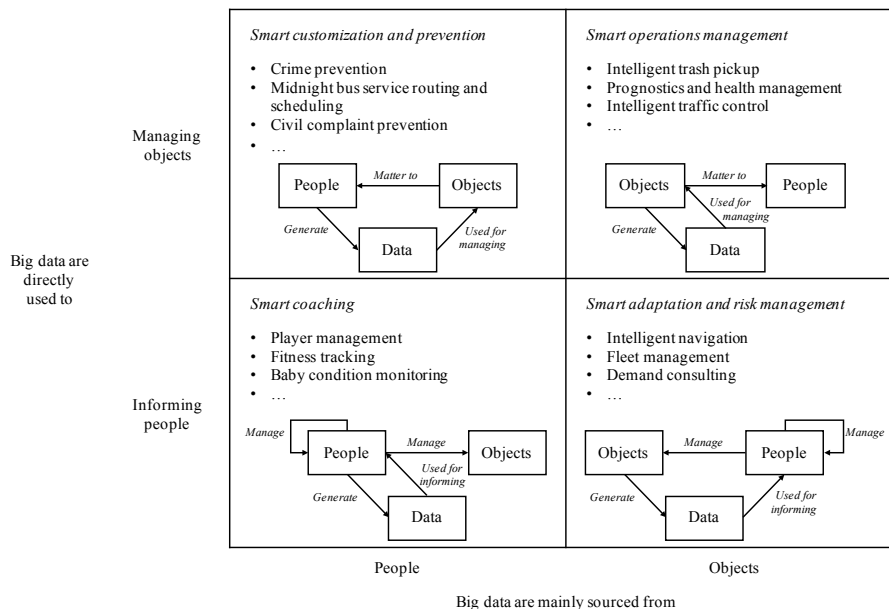 Smart customization and prevention
• Crime prevention
• Midnight bus service routing and
scheduling
• Civil complaint prevention
• …
People
Matter to
Objects
Generate
Used for
managing
Data
Smart operations management
• Intelligent trash pickup
• Prognostics and health management
• Intelligent traffic control
• …
Objects
Matter to
People
Used for
managing
Generate
Data
Managing
objects
Big data are
directly
used to
Informing
people
Smart coaching
• Player management
• Fitness tracking
• Baby condition monitoring
• …
Manage
People
Manage
Objects
Used for
informing
Generate
Data
Smart adaptation and risk management
• Intelligent navigation
• Fleet management
• Demand consulting
• …
Objects
Manage
People
Manage
Generate
Used for
informing
Data
People
Objects
Big data are mainly sourced from